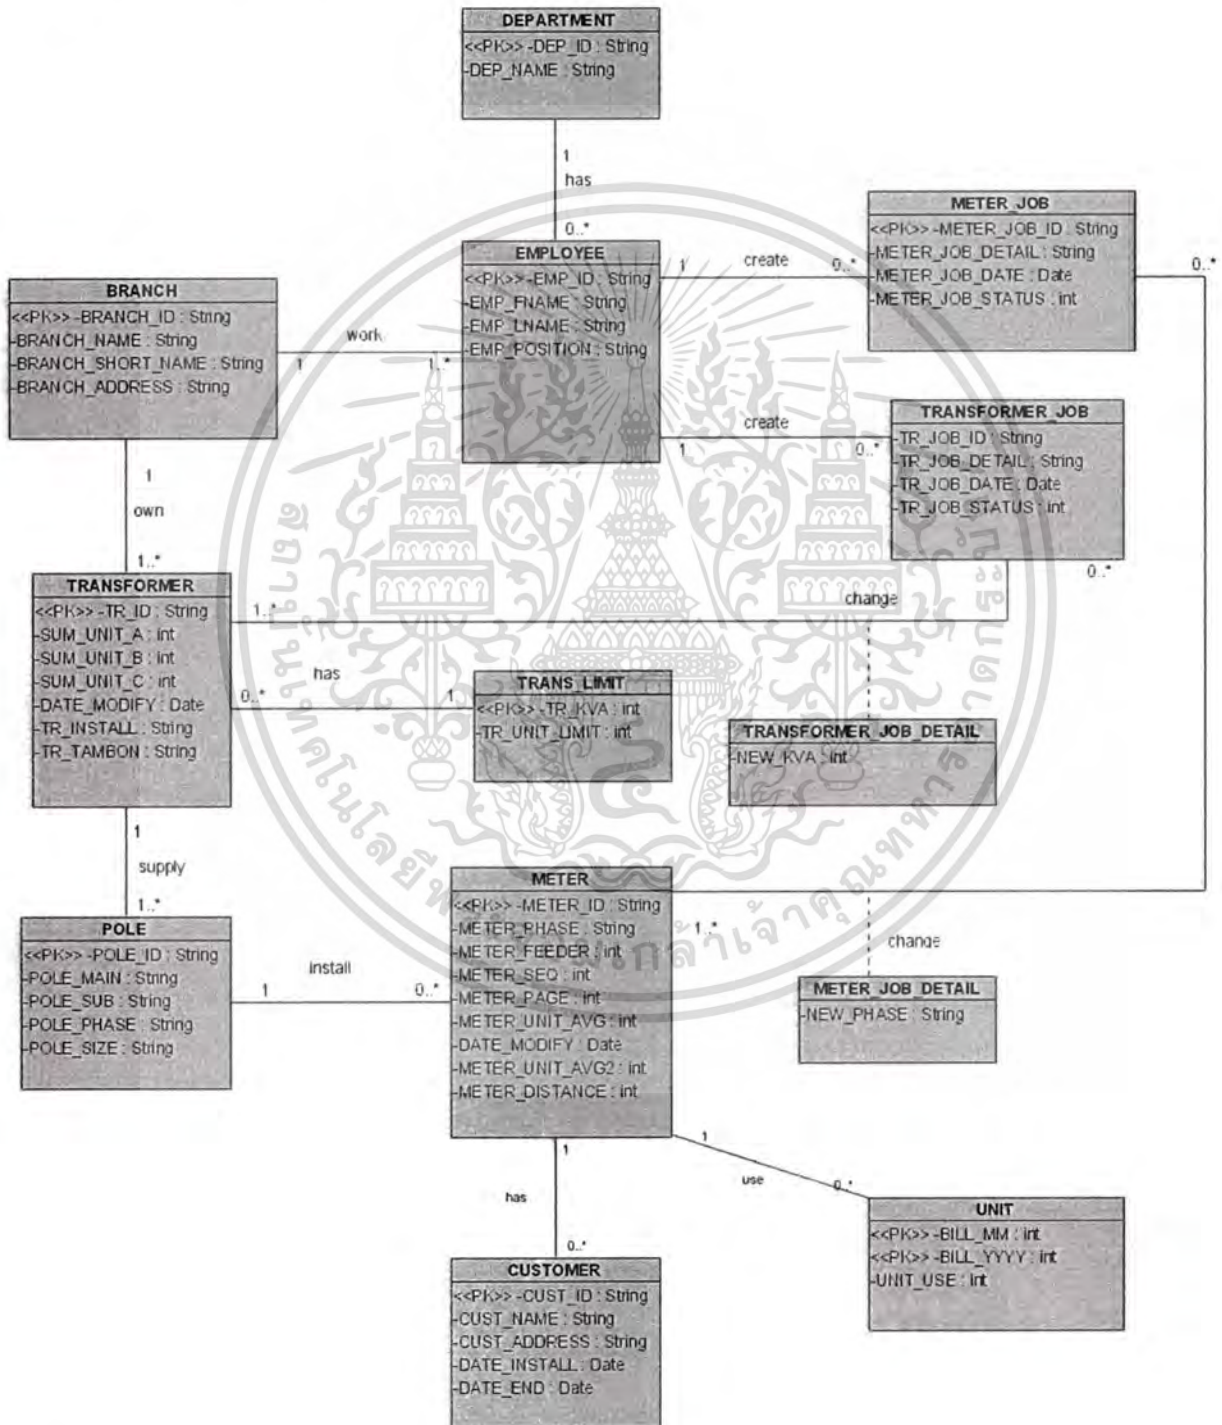 DEPARTMENT
<<PK>> -DEP_ID : String
-DEP_NAME : String
1
has
0..*
EMPLOYEE
<<PK>> -EMP_ID : String
-EMP_FNAME : String
-EMP_LNAME : String
-EMP_POSITION : String
1
create
0..*
METER_JOB
<<PK>> -METER_JOB_ID : String
-METER_JOB_DETAIL : String
-METER_JOB_DATE : Date
-METER_JOB_STATUS : int
0..*
BRANCH
<<PK>> -BRANCH_ID : String
-BRANCH_NAME : String
-BRANCH_SHORT_NAME : String
-BRANCH_ADDRESS : String
work
1
1..*
create
1
0..*
TRANSFORMER_JOB
-TR_JOB_ID : String
-TR_JOB_DETAIL : String
-TR_JOB_DATE : Date
-TR_JOB_STATUS : int
0..*
1
own
1..*
TRANSFORMER
<<PK>> -TR_ID : String
-SUM_UNIT_A : int
-SUM_UNIT_B : int
-SUM_UNIT_C : int
-DATE_MODIFY : Date
-TR_INSTALL : String
-TR_TAMBON : String
1..*
change
has
0..*
1
TRANS_LIMIT
<<PK>> -TR_KVA : int
-TR_UNIT_LIMIT : int
TRANSFORMER_JOB_DETAIL
-NEW_KVA : int
1
supply
1..*
POLE
<<PK>> -POLE_ID : String
-POLE_MAIN : String
-POLE_SUB : String
-POLE_PHASE : String
-POLE_SIZE : String
install
1
0..*
METER
<<PK>> -METER_ID : String
-METER_PHASE : String
-METER_FEEDER : int
-METER_SEQ : int
-METER_PAGE : int
-METER_UNIT_AVG : int
-DATE_MODIFY : Date
-METER_UNIT_AVG2 : int
-METER_DISTANCE : int
1..*
change
METER_JOB_DETAIL
-NEW_PHASE : String
1
has
0..*
1
use
0..*
UNIT
<<PK>> -BILL_MM : int
<<PK>> -BILL_YYYY : int
-UNIT_USE : int
CUSTOMER
<<PK>> -CUST_ID : String
-CUST_NAME : String
-CUST_ADDRESS : String
-DATE_INSTALL : Date
-DATE_END : Date